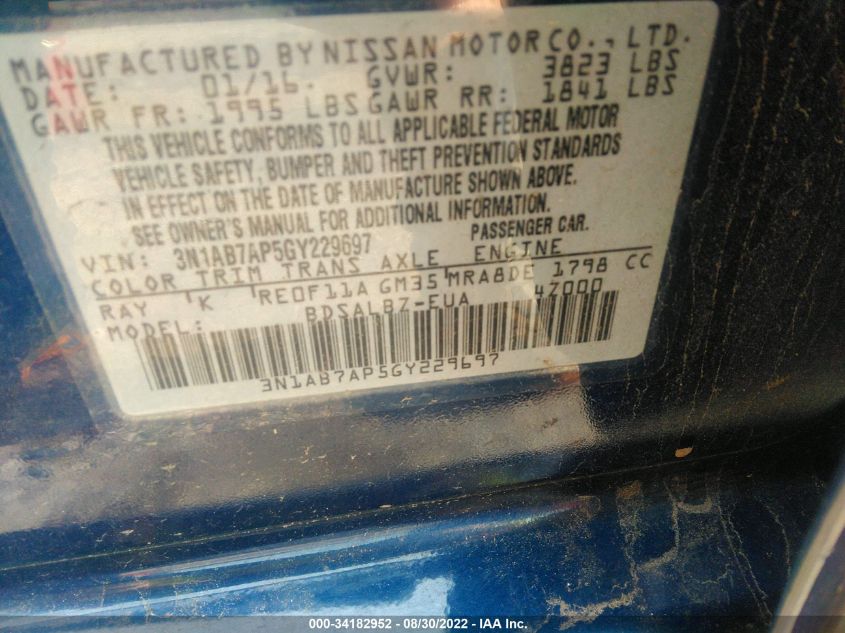 MANUFACTURED BY NISSAN MOTOR CO., LTD.
DATE: 01/16. GVWR: 3823 LBS
GAWR FR: 1995 LBS GAWR RR: 1841 LBS
THIS VEHICLE CONFORMS TO ALL APPLICABLE FEDERAL MOTOR
VEHICLE SAFETY, BUMPER AND THEFT PREVENTION STANDARDS
IN EFFECT ON THE DATE OF MANUFACTURE SHOWN ABOVE.
SEE OWNER'S MANUAL FOR ADDITIONAL INFORMATION.
VIN: 3N1AB7AP5GY229697 PASSENGER CAR.
COLOR TRIM TRANS AXLE ENGINE
RAY K RE0F11A GM35 MRA8DE 1798 CC
MODEL: BDSALBZ-EUA 4Z000
3N1AB7AP5GY229697
000-34182952 - 08/30/2022 - IAA Inc.